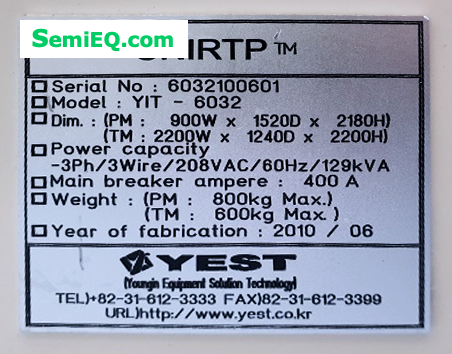 SemiEQ.com
RTP™
Serial No : 6032100601
Model : YIT - 6032
Dim. : (PM : 900W x 1520D x 2180H)
(TM : 2200W x 1240D x 2200H)
Power capacity
-3Ph/3Wire/208VAC/60Hz/129kVA
Main breaker ampere : 400 A
Weight : (PM : 800kg Max.)
(TM : 600kg Max. )
Year of fabrication : 2010 / 06
YEST
(Youngin Equipment Solution Technology)
TEL)+82-31-612-3333 FAX)82-31-612-3399
URL)http://www.yest.co.kr